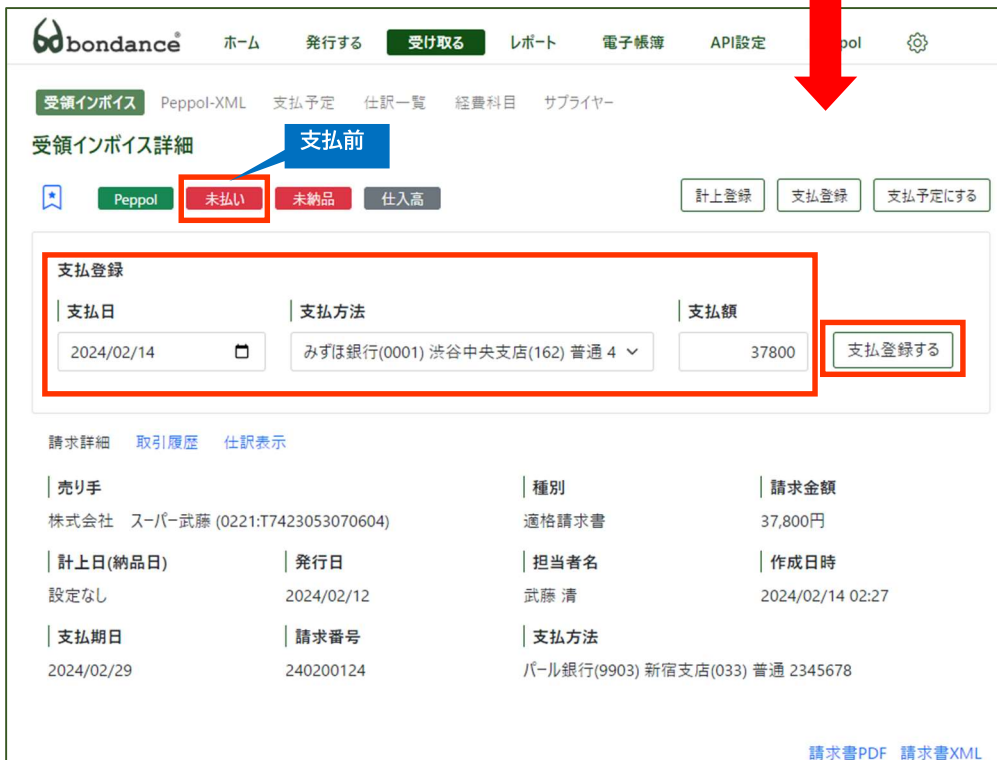 bondance ホーム 発行する 受け取る レポート 電子帳簿 API設定 pol
受領インボイス Peppol-XML 支払予定 仕訳一覧 経費科目 サプライヤー
受領インボイス詳細
支払前
Peppol 未払い 未納品 仕入高 計上登録 支払登録 支払予定にする
支払登録
支払日 支払方法 支払額
2024/02/14 みずほ銀行(0001) 渋谷中央支店(162) 普通 4 37800 支払登録する
請求詳細 取引履歴 仕訳表示
売り手 種別 請求金額
株式会社　スーパー武藤 (0221:T7423053070604) 適格請求書 37,800円
計上日(納品日) 発行日 担当者名 作成日時
設定なし 2024/02/12 武藤 清 2024/02/14 02:27
支払期日 請求番号 支払方法
2024/02/29 240200124 パール銀行(9903) 新宿支店(033) 普通 2345678
請求書PDF 請求書XML